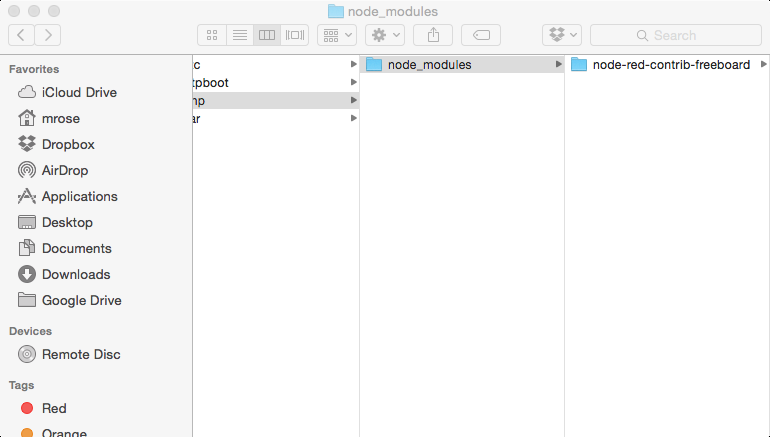 node_modules
Search
Favorites
iCloud Drive
mrose
Dropbox
AirDrop
Applications
Desktop
Documents
Downloads
Google Drive
Devices
Remote Disc
Tags
Red
Orange
c
tpboot
mp
ar
node_modules
node-red-contrib-freeboard